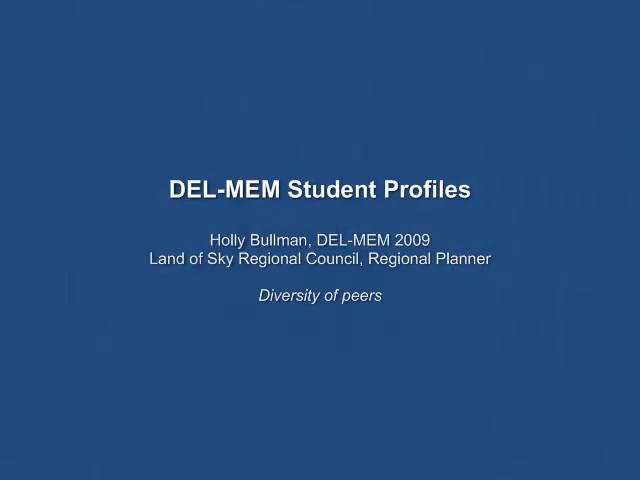 DEL-MEM Student Profiles
Holly Bullman, DEL-MEM 2009
Land of Sky Regional Council, Regional Planner
Diversity of peers